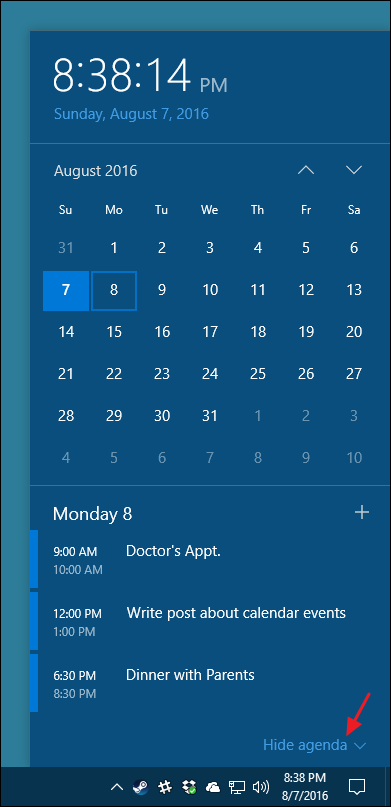 8:38:14 PM
Sunday, August 7, 2016
August 2016
Su Mo Tu We Th Fr Sa
31 1 2 3 4 5 6
7 8 9 10 11 12 13
14 15 16 17 18 19 20
21 22 23 24 25 26 27
28 29 30 31 1 2 3
4 5 6 7 8 9 10
Monday 8
9:00 AM Doctor's Appt.
10:00 AM
12:00 PM Write post about calendar events
1:00 PM
6:30 PM Dinner with Parents
8:30 PM
Hide agenda
8:38 PM
8/7/2016